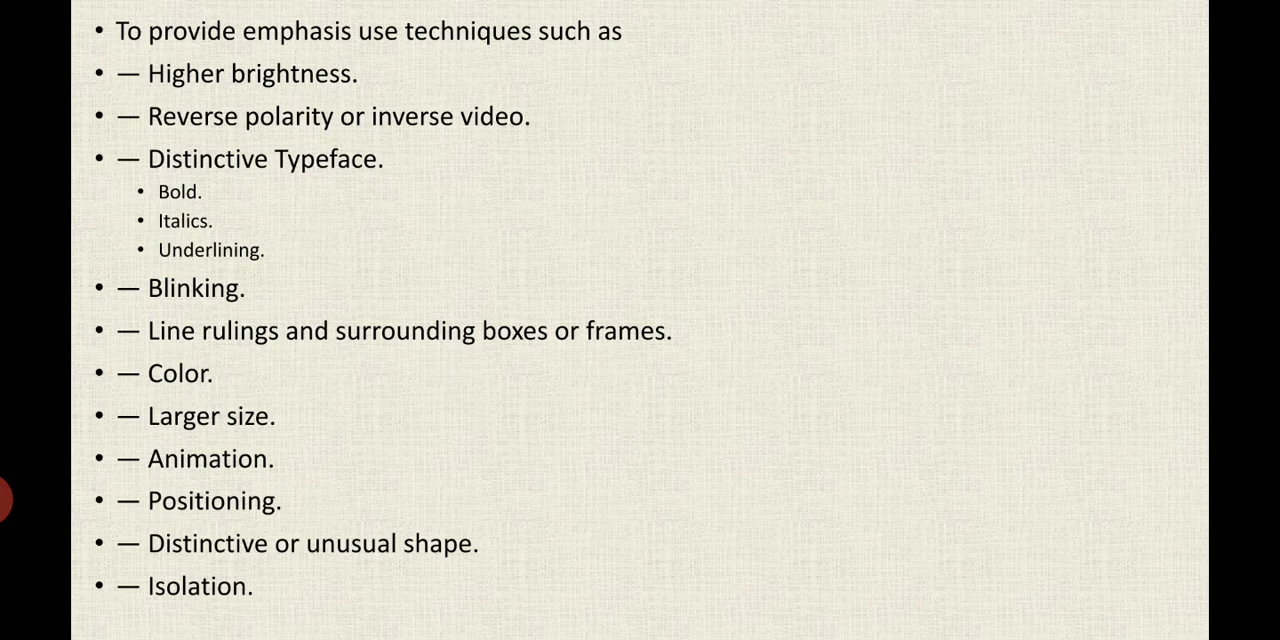 • To provide emphasis use techniques such as
• — Higher brightness.
• — Reverse polarity or inverse video.
• — Distinctive Typeface.
• Bold.
• Italics.
• Underlining.
• — Blinking.
• — Line rulings and surrounding boxes or frames.
• — Color.
• — Larger size.
• — Animation.
• — Positioning.
• — Distinctive or unusual shape.
• — Isolation.